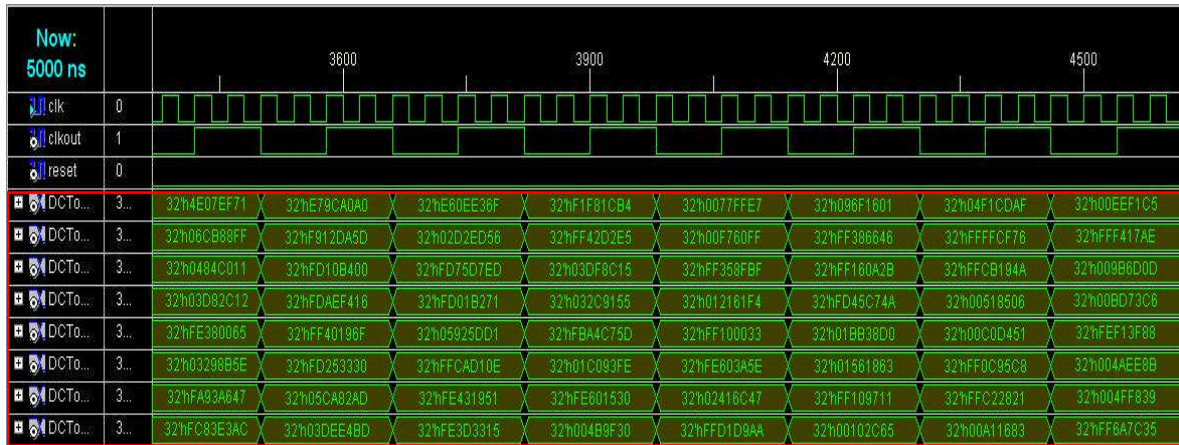 Now:
5000 ns
3600 3900 4200 4500
clk 0
clkout 1
reset 0
DCTo... 3... 32'h4E07EF71 32'hE79CA0A0 32'hE60EE36F 32'hF1F81CB4 32'h0077FFE7 32'h096F1601 32'h04F1CDAF 32'h00EEF1C5
DCTo... 3... 32'h06CB88FF 32'hF912DA5D 32'h02D2ED56 32'hFF42D2E5 32'h00F760FF 32'hFF386646 32'hFFFFCF76 32'hFFF417AE
DCTo... 3... 32'h0484C011 32'hFD10B400 32'hFD75D7ED 32'h03DF8C15 32'hFF358FBF 32'hFF160A2B 32'hFFCB194A 32'h009B6D0D
DCTo... 3... 32'h03D82C12 32'hFDAEF416 32'hFD01B271 32'h032C9155 32'h012161F4 32'hFD45C74A 32'h00518506 32'h00BD73C6
DCTo... 3... 32'hFE380065 32'hFF40196F 32'h05925DD1 32'hFBA4C75D 32'hFF100033 32'h01BB38D0 32'h00C0D451 32'hFEF13F88
DCTo... 3... 32'h03298B5E 32'hFD253330 32'hFFCAD10E 32'h01C093FE 32'hFE603A5E 32'h01561863 32'hFF0C95C8 32'h004AEE8B
DCTo... 3... 32'hFA93A647 32'h05CA82AD 32'hFE431951 32'hFE601530 32'h02416C47 32'hFF109711 32'hFFC22821 32'h004FF839
DCTo... 3... 32'hFC83E3AC 32'h03DEE4BD 32'hFE3D3315 32'h004B9F30 32'hFFD1D9AA 32'h00102C65 32'h00A11683 32'hFF6A7C35